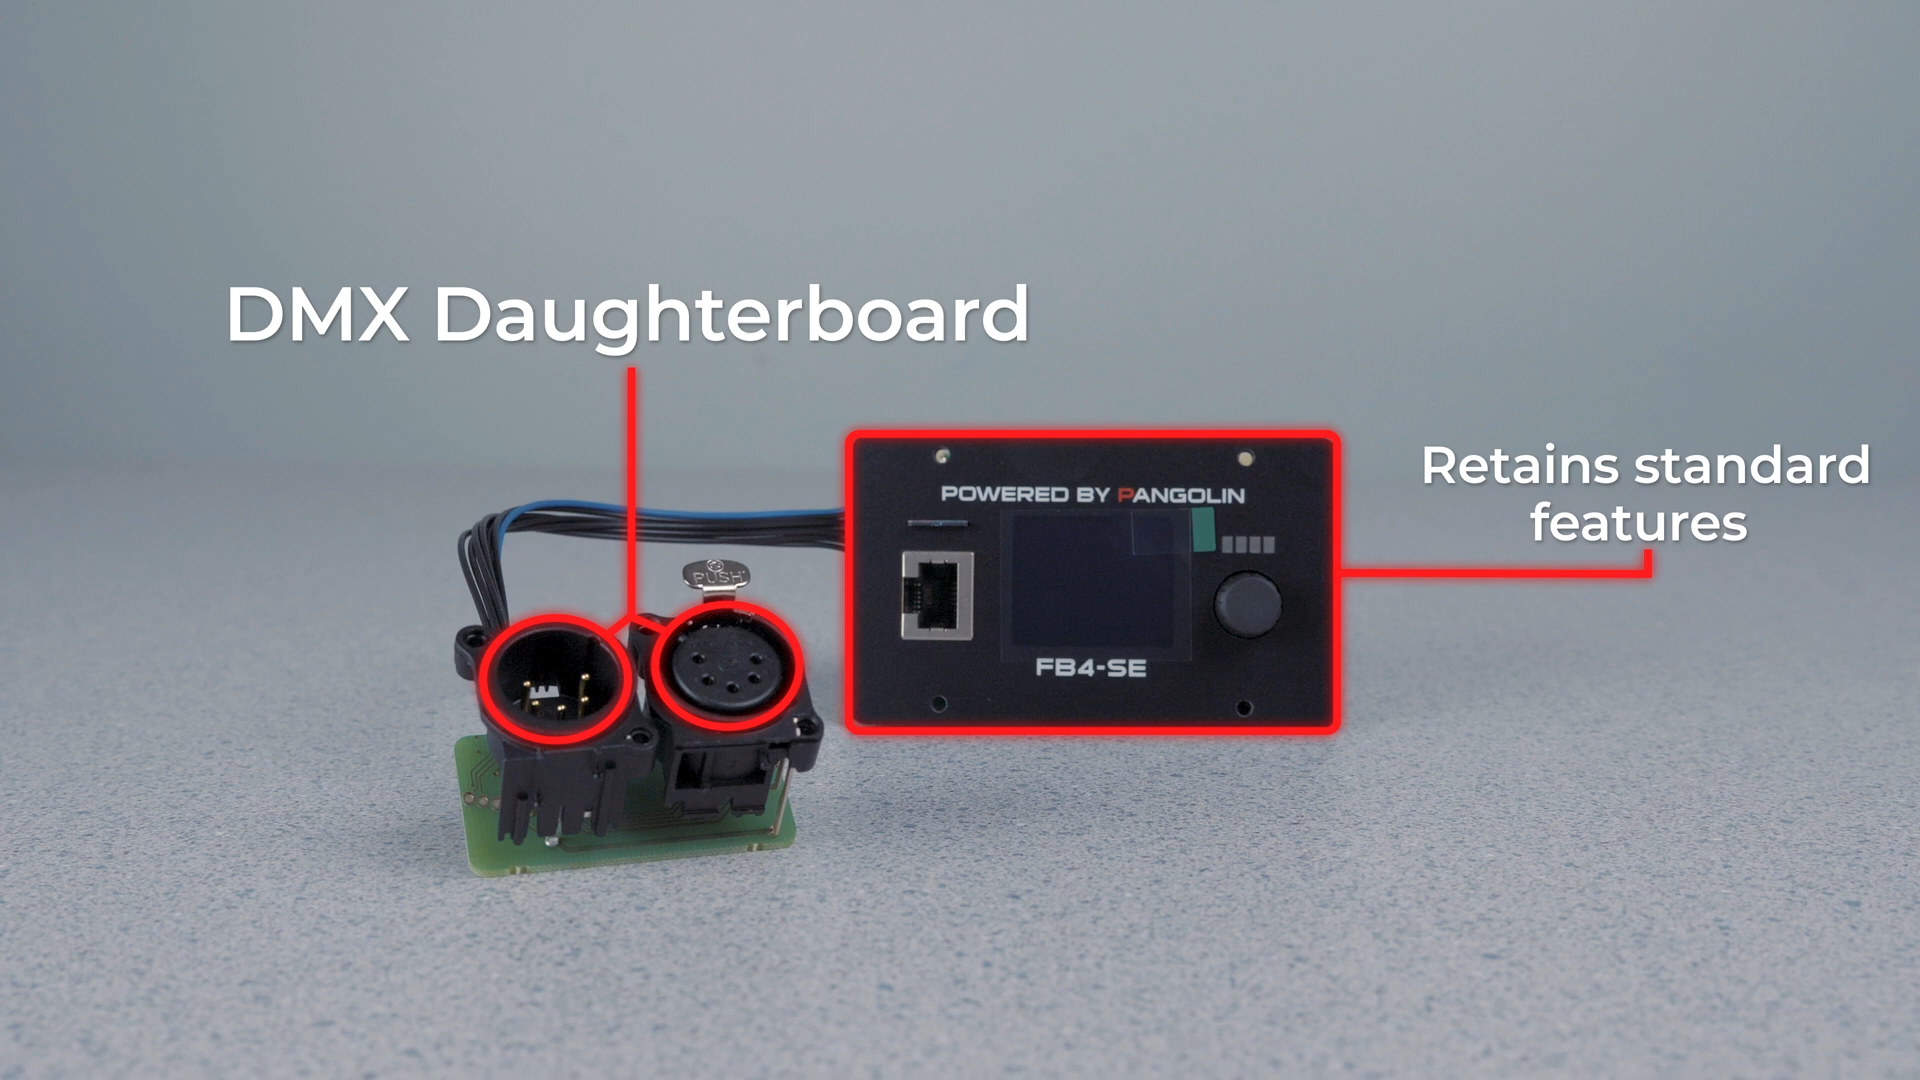 DMX Daughterboard
Retains standard
features
POWERED BY PANGOLIN
PUSH
FB4-SE